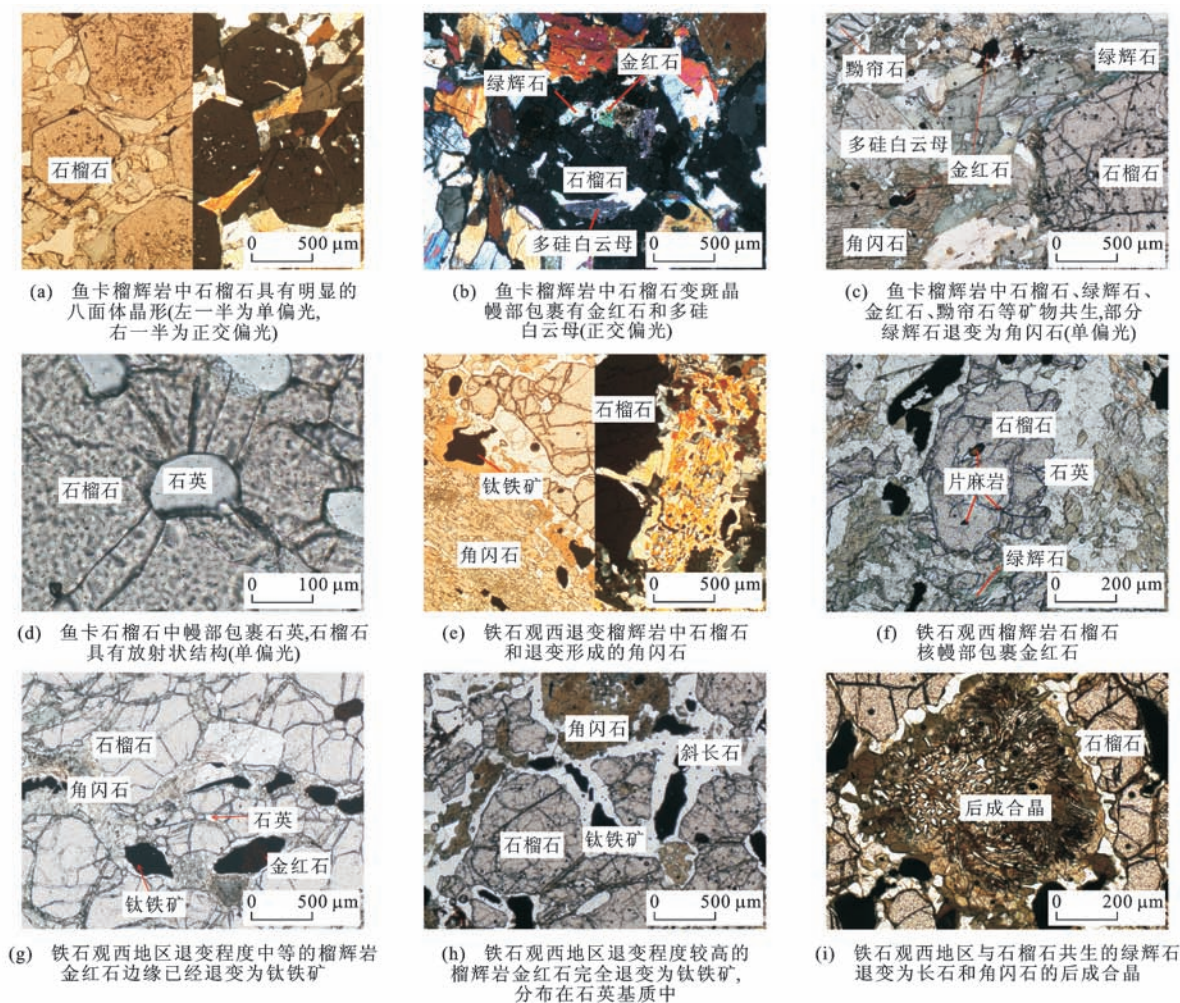 石榴石
0 500 μm
(a) 鱼卡榴辉岩中石榴石具有明显的
八面体晶形(左一半为单偏光,
右一半为正交偏光)
绿辉石
金红石
石榴石
多硅白云母
0 500 μm
(b) 鱼卡榴辉岩中石榴石变斑晶
幔部包裹有金红石和多硅
白云母(正交偏光)
黝帘石
绿辉石
多硅白云母
金红石
石榴石
角闪石
0 500 μm
(c) 鱼卡榴辉岩中石榴石、绿辉石、
金红石、黝帘石等矿物共生,部分
绿辉石退变为角闪石(单偏光)
石榴石
石英
0 100 μm
(d) 鱼卡石榴石中幔部包裹石英,石榴石
具有放射状结构(单偏光)
石榴石
钛铁矿
角闪石
0 500 μm
(e) 铁石观西退变榴辉岩中石榴石
和退变形成的角闪石
石榴石
片麻岩
石英
绿辉石
0 200 μm
(f) 铁石观西榴辉岩石榴石
核幔部包裹金红石
石榴石
角闪石
石英
金红石
钛铁矿
0 500 μm
(g) 铁石观西地区退变程度中等的榴辉岩
金红石边缘已经退变为钛铁矿
角闪石
斜长石
石榴石
钛铁矿
0 500 μm
(h) 铁石观西地区退变程度较高的
榴辉岩金红石完全退变为钛铁矿,
分布在石英基质中
石榴石
后成合晶
0 200 μm
(i) 铁石观西地区与石榴石共生的绿辉石
退变为长石和角闪石的后成合晶